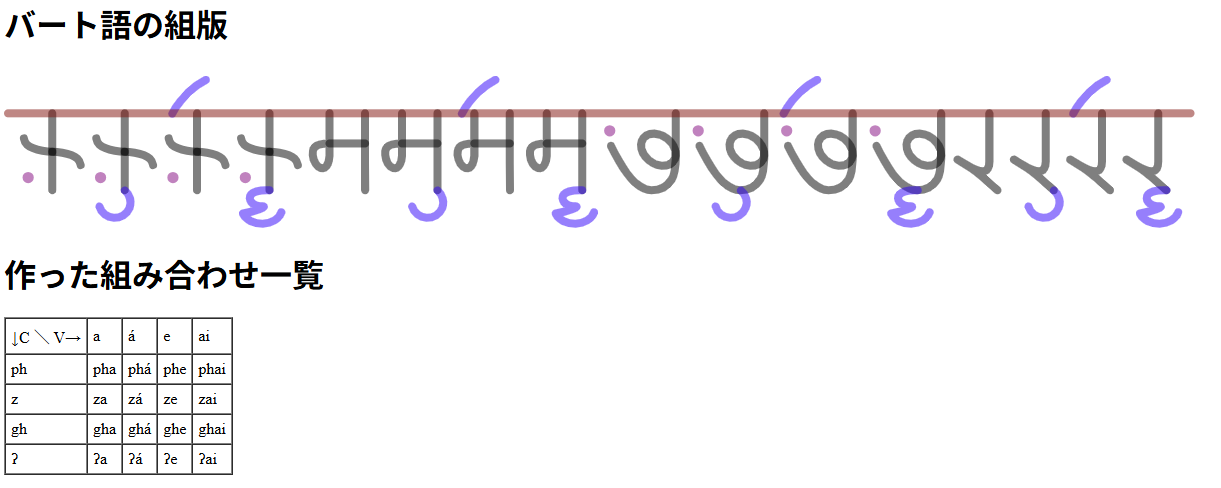 バート語の組版
作った組み合わせ一覧
↓C ＼ V→ a á e ai
ph pha phá phe phai
z za zá ze zai
gh gha ghá ghe ghai
ʔ ʔa ʔá ʔe ʔai